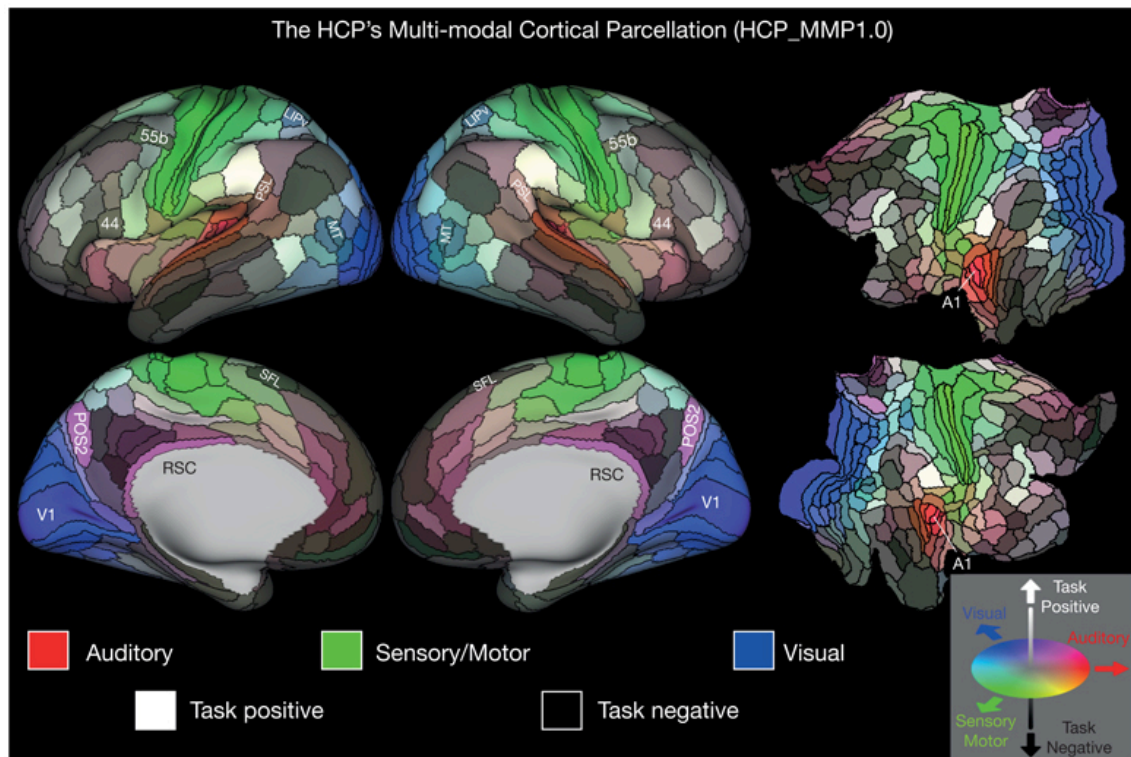 The HCP's Multi-modal Cortical Parcellation (HCP_MMP1.0)
55b
LIPv
44
PSL
MT
LIPv
55b
PSL
44
MT
A1
SFL
POS2
RSC
V1
SFL
POS2
RSC
V1
A1
Task
Positive
Visual
Auditory
Sensory
Motor
Task
Negative
Auditory
Sensory/Motor
Visual
Task positive
Task negative